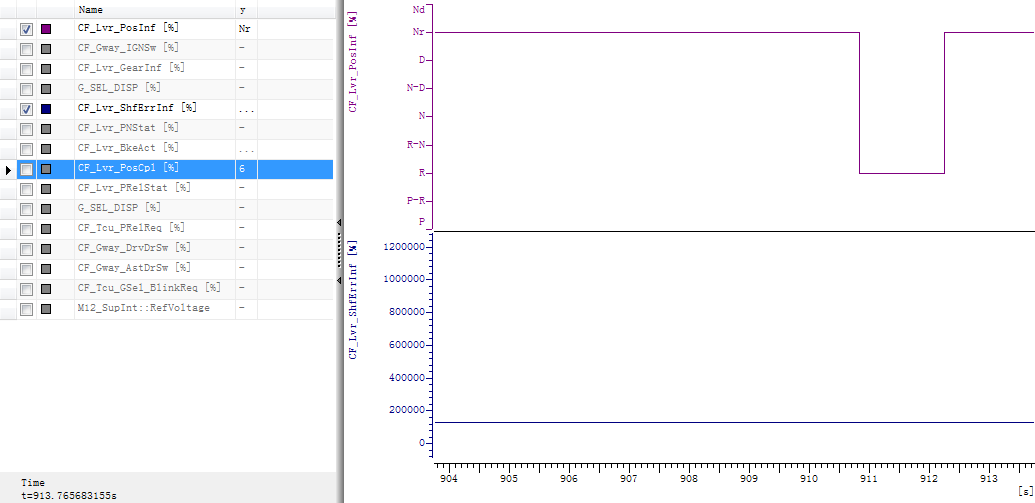 Name y
CF_Lvr_PosInf [%] Nr
CF_Gway_IGNSw [%] -
CF_Lvr_GearInf [%] -
G_SEL_DISP [%] -
CF_Lvr_ShfErrInf [%] ...
CF_Lvr_PNStat [%] -
CF_Lvr_BkeAct [%] ...
CF_Lvr_PosCpl [%] 6
CF_Lvr_PRelStat [%] -
G_SEL_DISP [%] -
CF_Tcu_PRelReq [%] -
CF_Gway_DrvDrSw [%] -
CF_Gway_AstDrSw [%] -
CF_Tcu_GSel_BlinkReq [%] -
M12_SupInt::RefVoltage -
Time
t=913.765683155s
CF_Lvr_PosInf [%]
Nd
Nr
D
N-D
N
R-N
R
P-R
P
CF_Lvr_ShfErrInf [%]
1200000
1000000
800000
600000
400000
200000
0
904 905 906 907 908 909 910 911 912 913
[s]